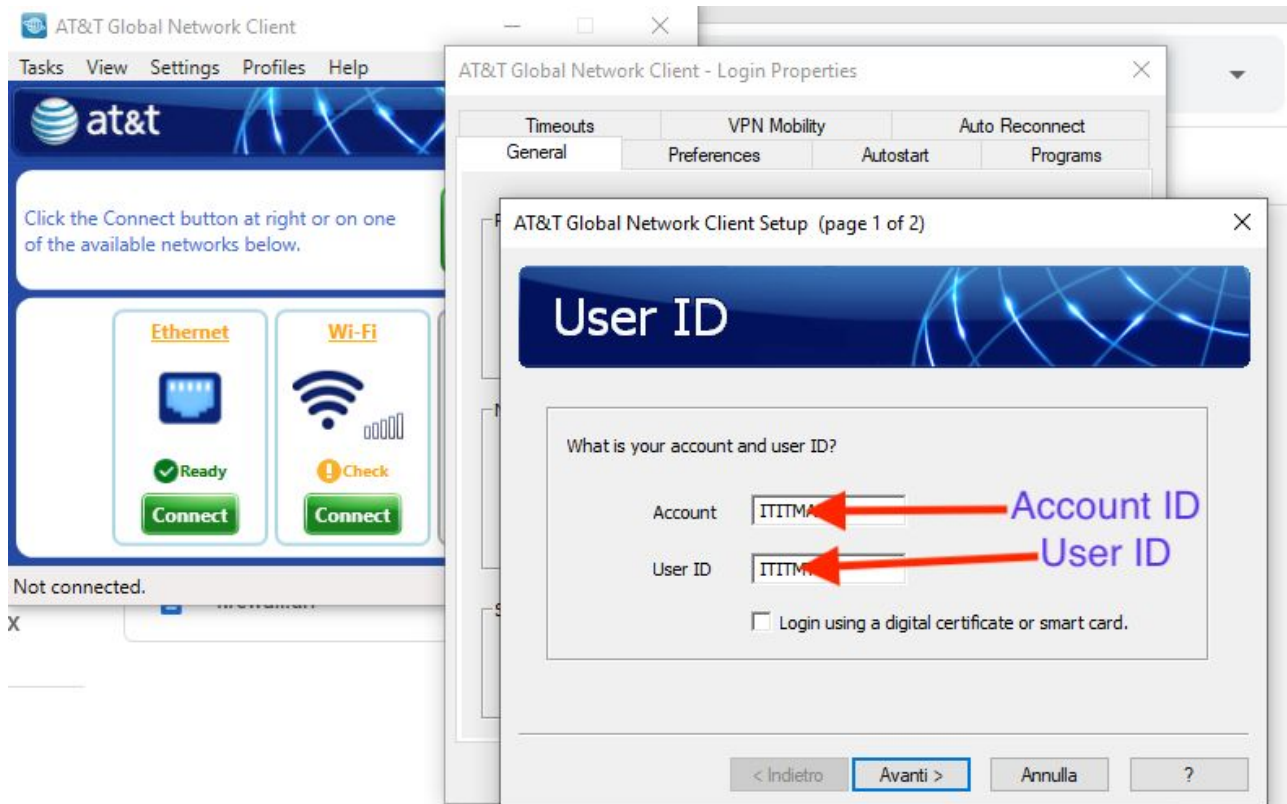 AT&T Global Network Client
Tasks View Settings Profiles Help
at&t
Click the Connect button at right or on one
of the available networks below.
Ethernet
Wi-Fi
Ready
Check
Connect
Connect
Not connected.
X
AT&T Global Network Client - Login Properties
Timeouts VPN Mobility Auto Reconnect
General Preferences Autostart Programs
AT&T Global Network Client Setup (page 1 of 2)
User ID
What is your account and user ID?
Account
Account ID
User ID
User ID
Login using a digital certificate or smart card.
< Indietro Avanti > Annulla ?